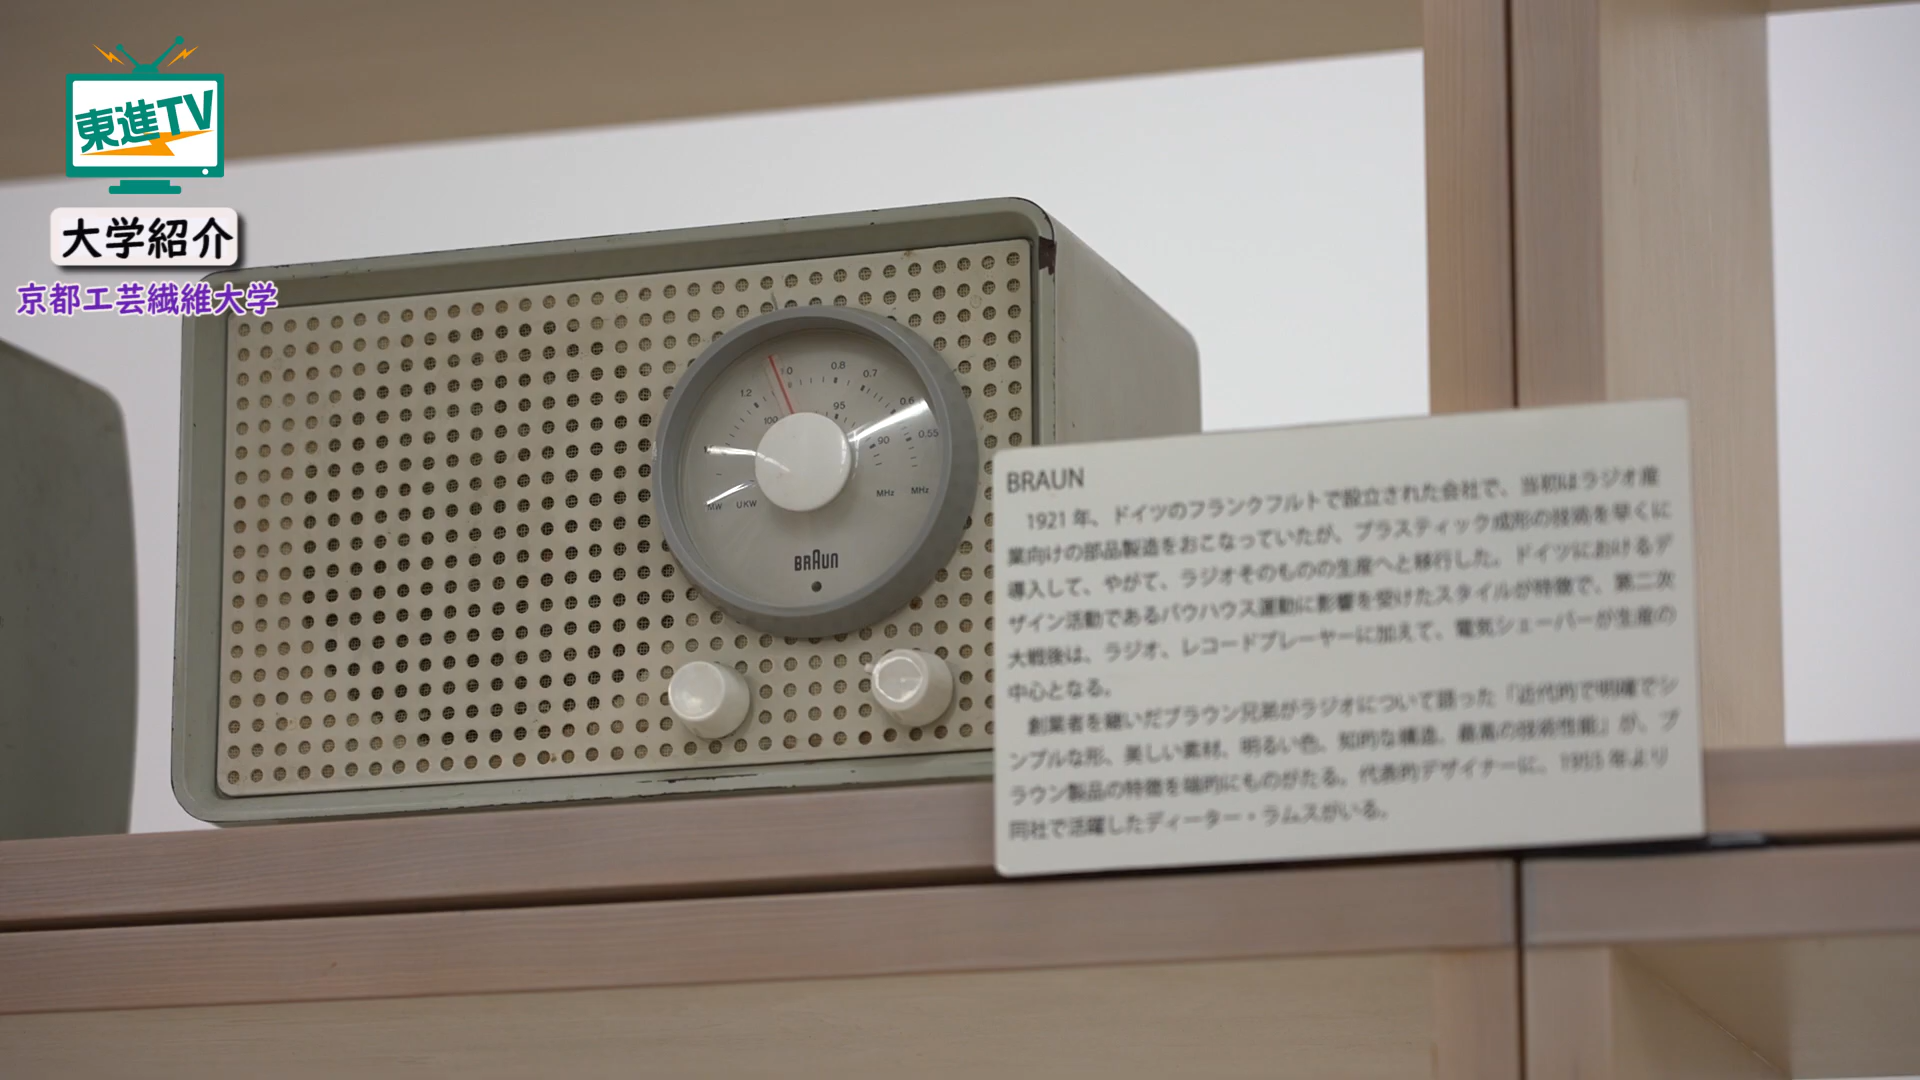 東進TV
大学紹介
京都工芸繊維大学
1.2
1.0
0.8
0.7
0.6
0.55
100
95
90
MHz
MHz
MW
UKW
BRAUN
BRAUN
1921年、ドイツのフランクフルトで設立された会社で、当初はラジオ産
業向けの部品製造をおこなっていたが、プラスティック成形の技術を早くに
導入して、やがて、ラジオそのものの生産へと移行した。ドイツにおけるデ
ザイン活動であるバウハウス運動に影響を受けたスタイルが特徴で、第二次
大戦後は、ラジオ、レコードプレーヤーに加えて、電気シェーバーが生産の
中心となる。
創業者を継いだブラウン兄弟がラジオについて語った「近代的で明確でシ
ンプルな形、美しい素材、明るい色、知的な構造、最高の技術性能」が、ブ
ラウン製品の特徴を端的にものがたる。代表的デザイナーに、1955年より
同社で活躍したディーター・ラムスがいる。